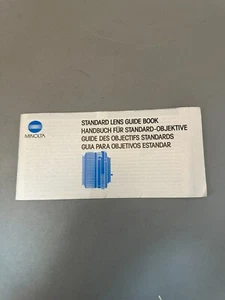 STANDARD LENS GUIDE BOOK
HANDBUCH FÜR STANDARD-OBJEKTIVE
GUIDE DES OBJECTIFS STANDARDS
GUIA PARA OBJETIVOS ESTANDAR
MINOLTA